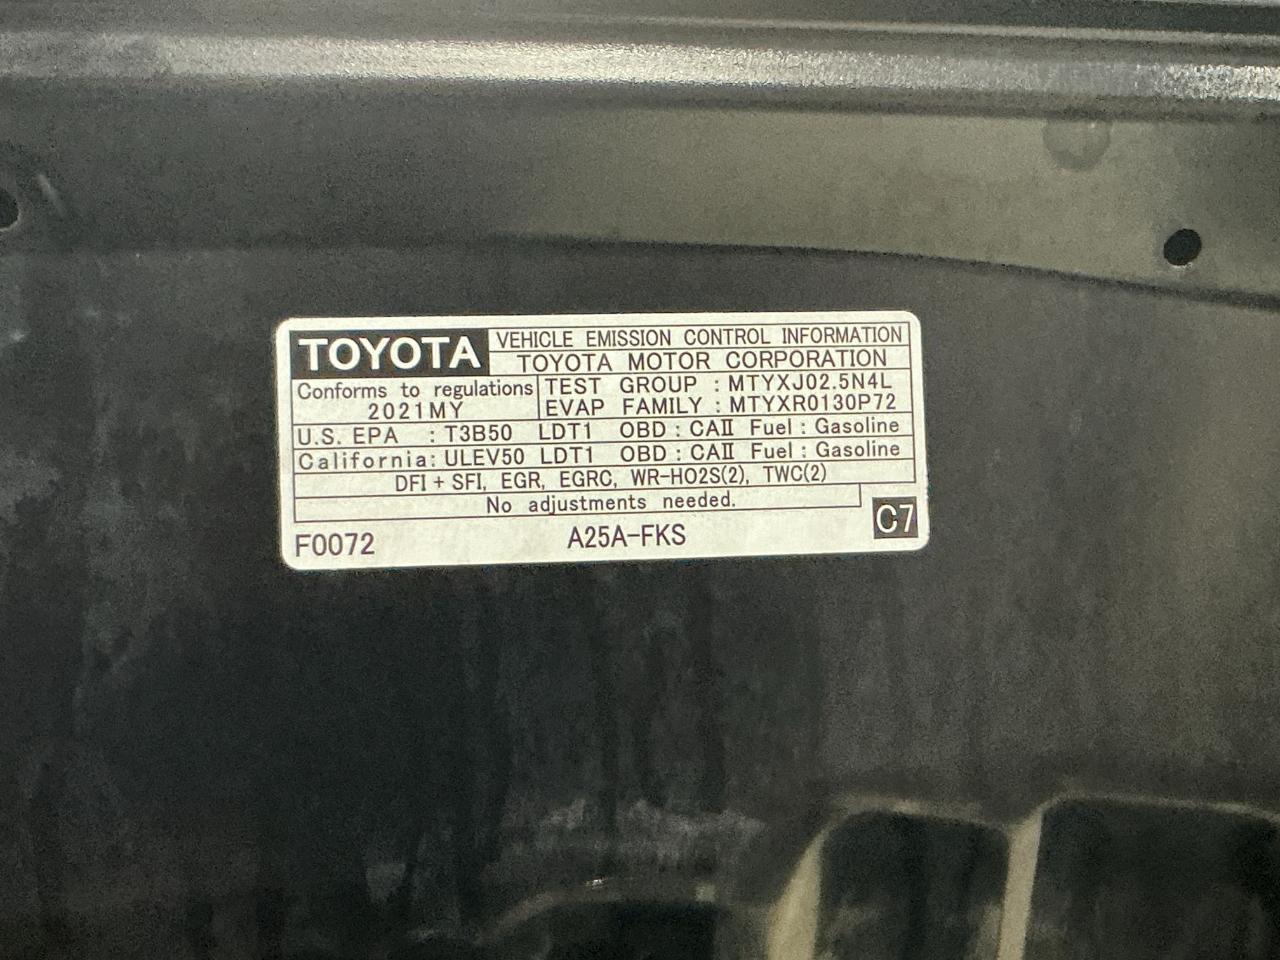 TOYOTA VEHICLE EMISSION CONTROL INFORMATION
TOYOTA MOTOR CORPORATION
Conforms to regulations
2021MY
TEST GROUP : MTYXJ02.5N4L
EVAP FAMILY : MTYXR0130P72
U.S. EPA : T3B50 LDT1 OBD : CAⅡ Fuel : Gasoline
California : ULEV50 LDT1 OBD : CAⅡ Fuel : Gasoline
DFI + SFI, EGR, EGRC, WR-HO2S(2), TWC(2)
No adjustments needed.
F0072 A25A-FKS C7